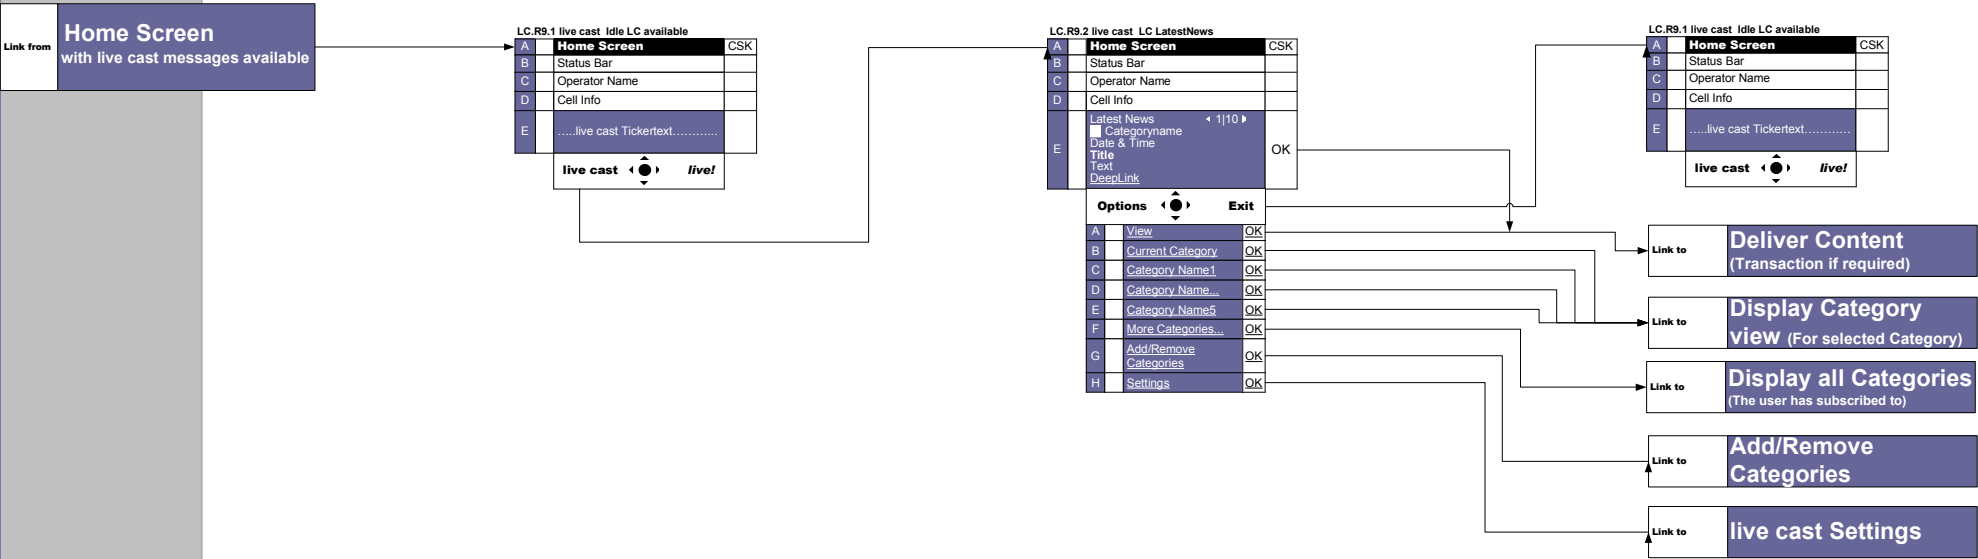 Link from
Home Screen
with live cast messages available
LC.R9.1 live cast  Idle LC available
A Home Screen CSK
B Status Bar
C Operator Name
D Cell Info
E .....live cast Tickertext............
live cast live!
LC.R9.2 live cast  LC LatestNews
A Home Screen CSK
B Status Bar
C Operator Name
D Cell Info
E
Latest News 1|10
Categoryname
Date & Time
Title
Text
DeepLink
OK
Options Exit
A View OK
B Current Category OK
C Category Name1 OK
D Category Name... OK
E Category Name5 OK
F More Categories... OK
G Add/Remove
Categories OK
H Settings OK
LC.R9.1 live cast  Idle LC available
A Home Screen CSK
B Status Bar
C Operator Name
D Cell Info
E .....live cast Tickertext............
live cast live!
Link to
Deliver Content
(Transaction if required)
Link to
Display Category
view (For selected Category)
Link to
Display all Categories
(The user has subscribed to)
Link to
Add/Remove
Categories
Link to
live cast Settings